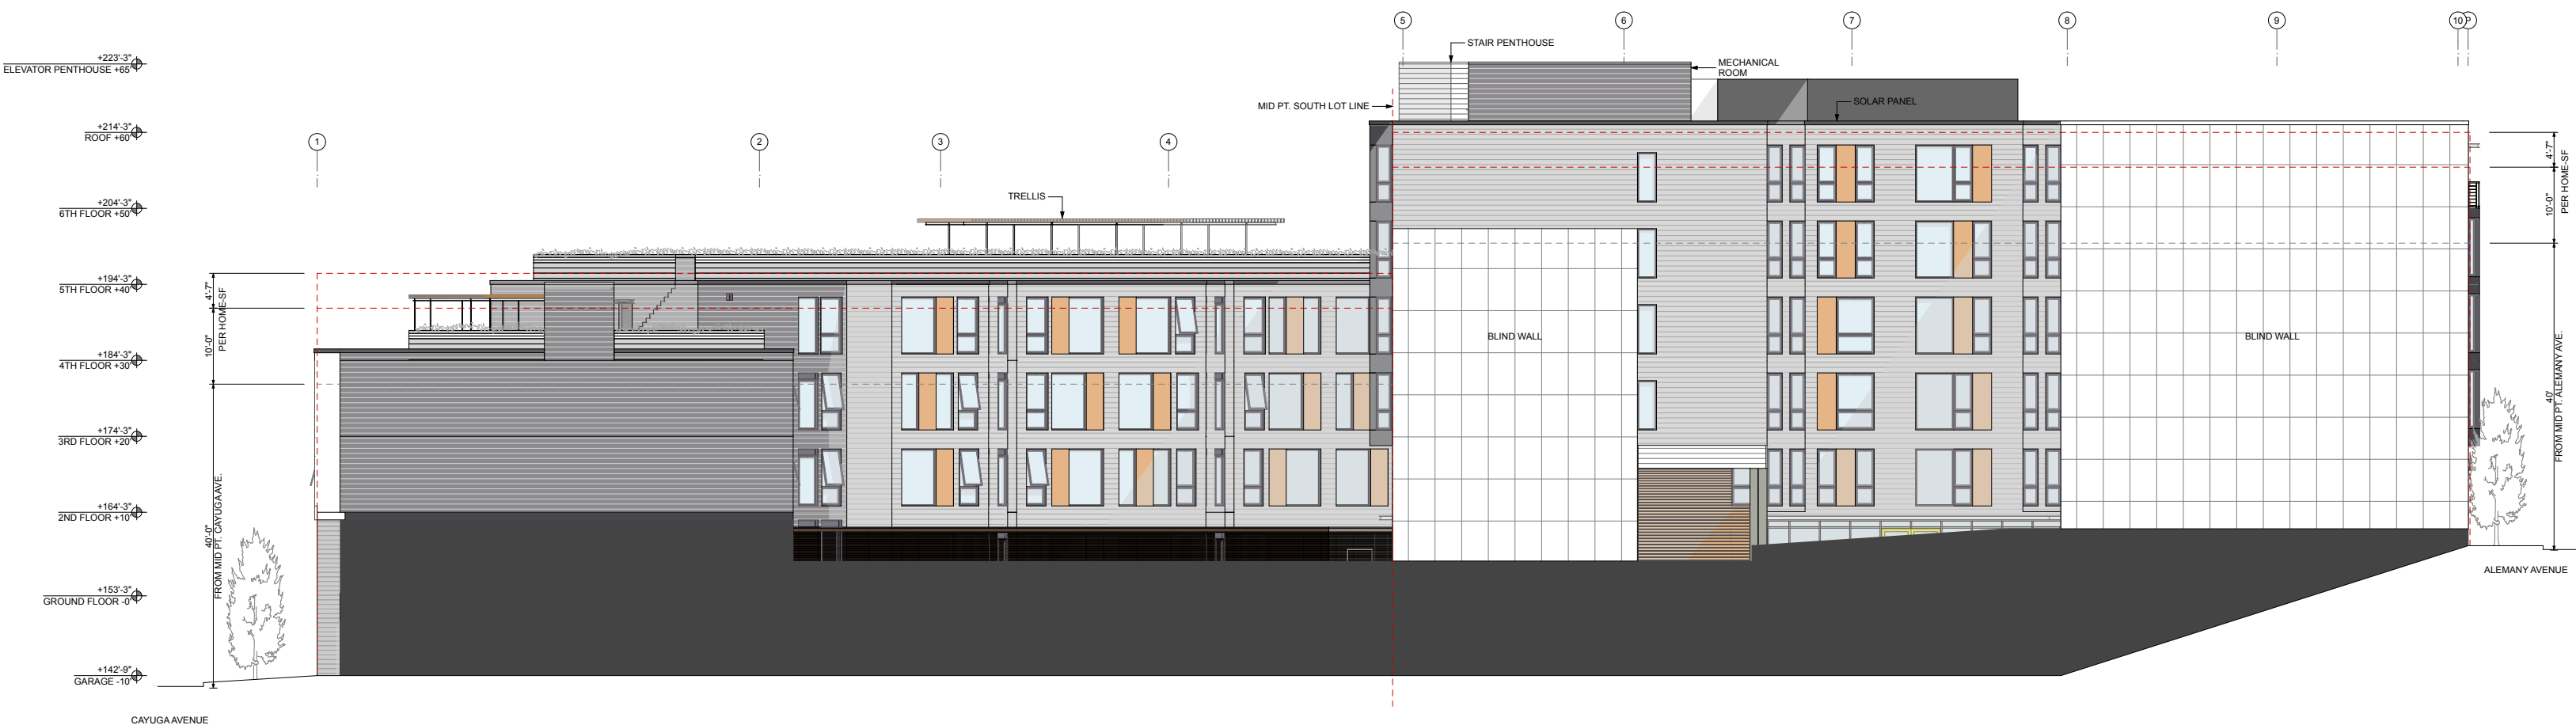 5
6
7
8
9
10
P
STAIR PENTHOUSE
+223'-3"
ELEVATOR PENTHOUSE +65'
MECHANICAL
ROOM
MID PT. SOUTH LOT LINE
SOLAR PANEL
+214'-3"
ROOF +60'
1
2
3
4
4'-7"
PER HOME-SF
10'-0"
TRELLIS
+204'-3"
6TH FLOOR +50'
+194'-3"
5TH FLOOR +40'
4'-7"
PER HOME-SF
10'-0"
BLIND WALL
BLIND WALL
+184'-3"
4TH FLOOR +30'
40'
FROM MID PT. ALEMANY AVE.
+174'-3"
3RD FLOOR +20'
+164'-3"
2ND FLOOR +10'
40'-0"
FROM MID PT. CAYUGA AVE.
ALEMANY AVENUE
+153'-3"
GROUND FLOOR -0'
+142'-9"
GARAGE -10'
CAYUGA AVENUE